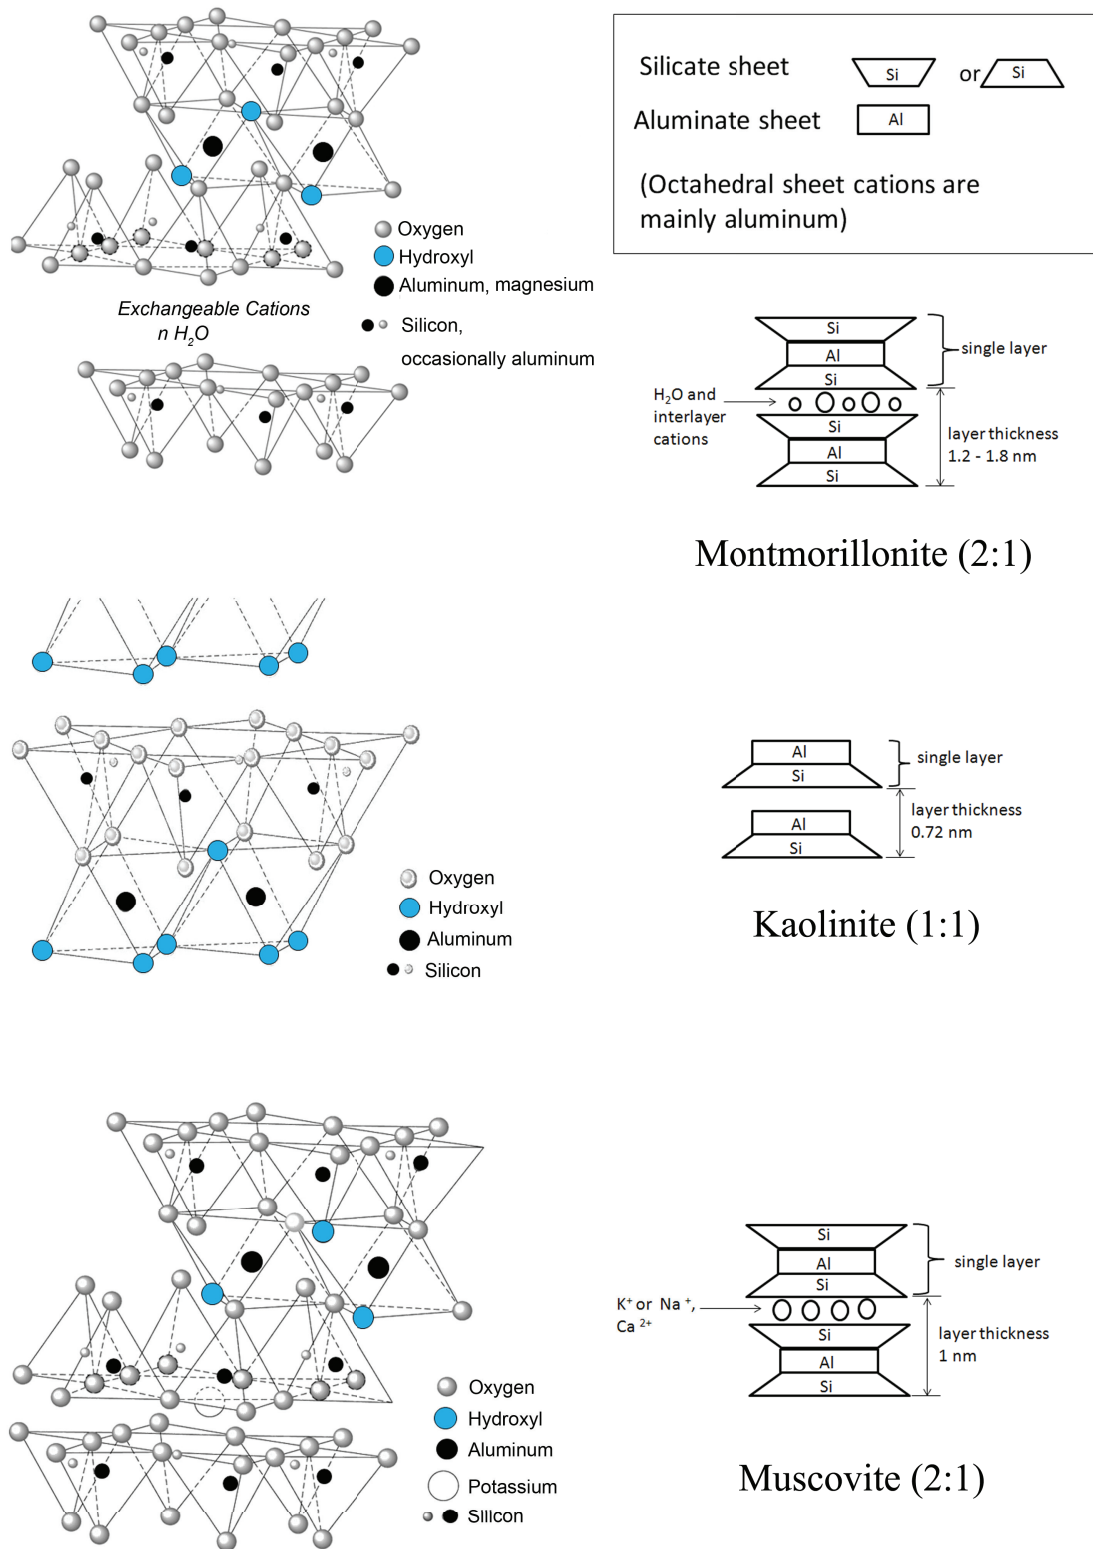 Silicate sheet
Si
or
Si
Aluminate sheet
Al
(Octahedral sheet cations are
mainly aluminum)
Oxygen
Hydroxyl
Aluminum, magnesium
Silicon,
occasionally aluminum
Exchangeable Cations
n H₂O
Si
Al
Si
single layer
H₂O and
interlayer
cations
Si
Al
Si
layer thickness
1.2 - 1.8 nm
Montmorillonite (2:1)
Oxygen
Hydroxyl
Aluminum
Silicon
Al
Si
single layer
layer thickness
0.72 nm
Al
Si
Kaolinite (1:1)
Oxygen
Hydroxyl
Aluminum
Potassium
Silicon
Si
Al
Si
single layer
K⁺ or Na ⁺,
Ca ²⁺
Si
Al
Si
layer thickness
1 nm
Muscovite (2:1)